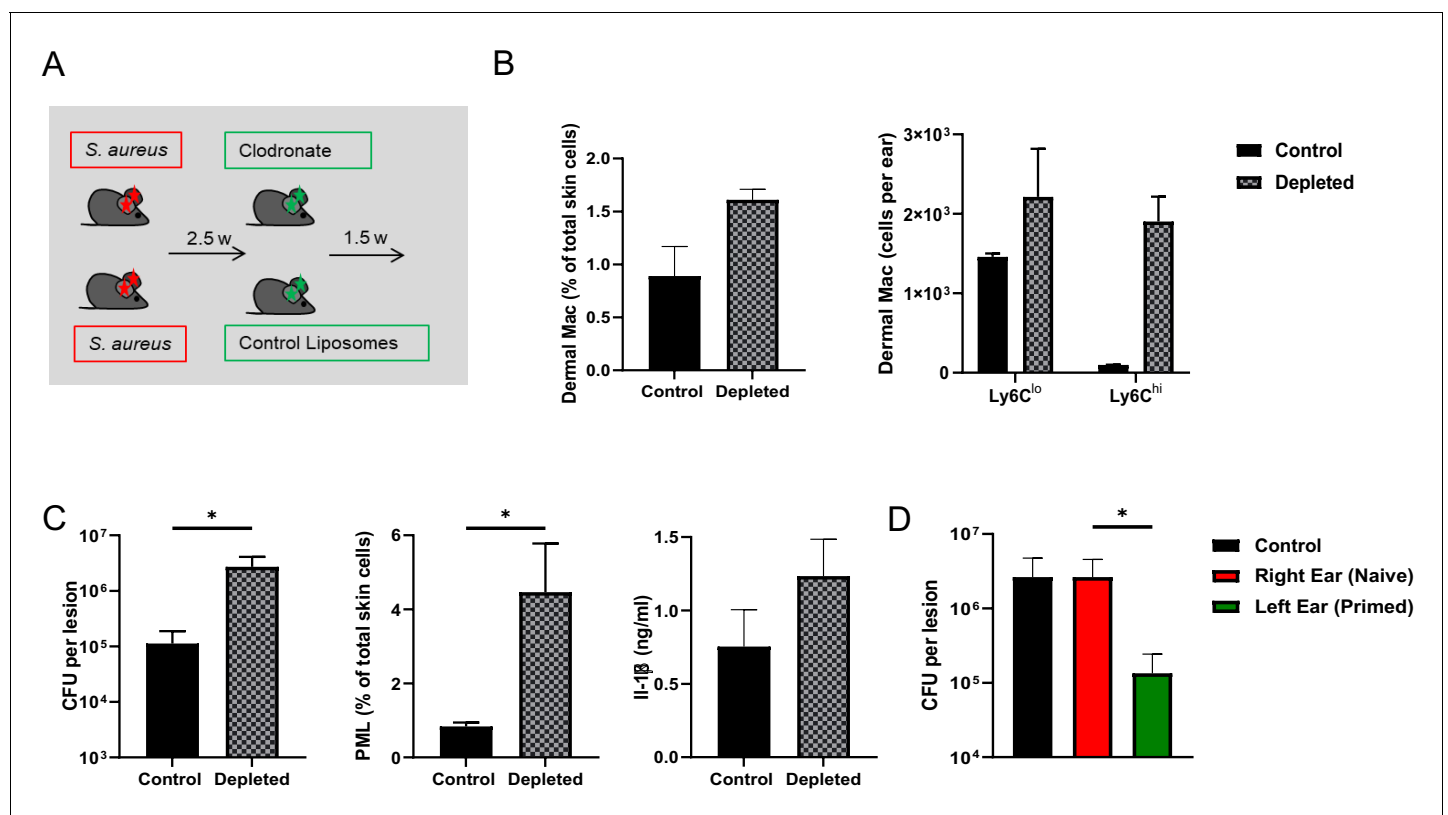 A
S. aureus
Clodronate
2.5 w
1.5 w
S. aureus
Control Liposomes
B
Dermal Mac (% of total skin cells)
2.0
1.5
1.0
0.5
0.0
Control Depleted
Dermal Mac (cells per ear)
3×10³
2×10³
1×10³
0
Ly6C^lo Ly6C^hi
Control
Depleted
C
CFU per lesion
10⁷
10⁶
10⁵
10⁴
10³
*
Control Depleted
PML (% of total skin cells)
6
4
2
0
*
Control Depleted
Il-1β (ng/ml)
1.5
1.0
0.5
0.0
Control Depleted
D
CFU per lesion
10⁷
10⁶
10⁵
10⁴
*
Control
Right Ear (Naive)
Left Ear (Primed)